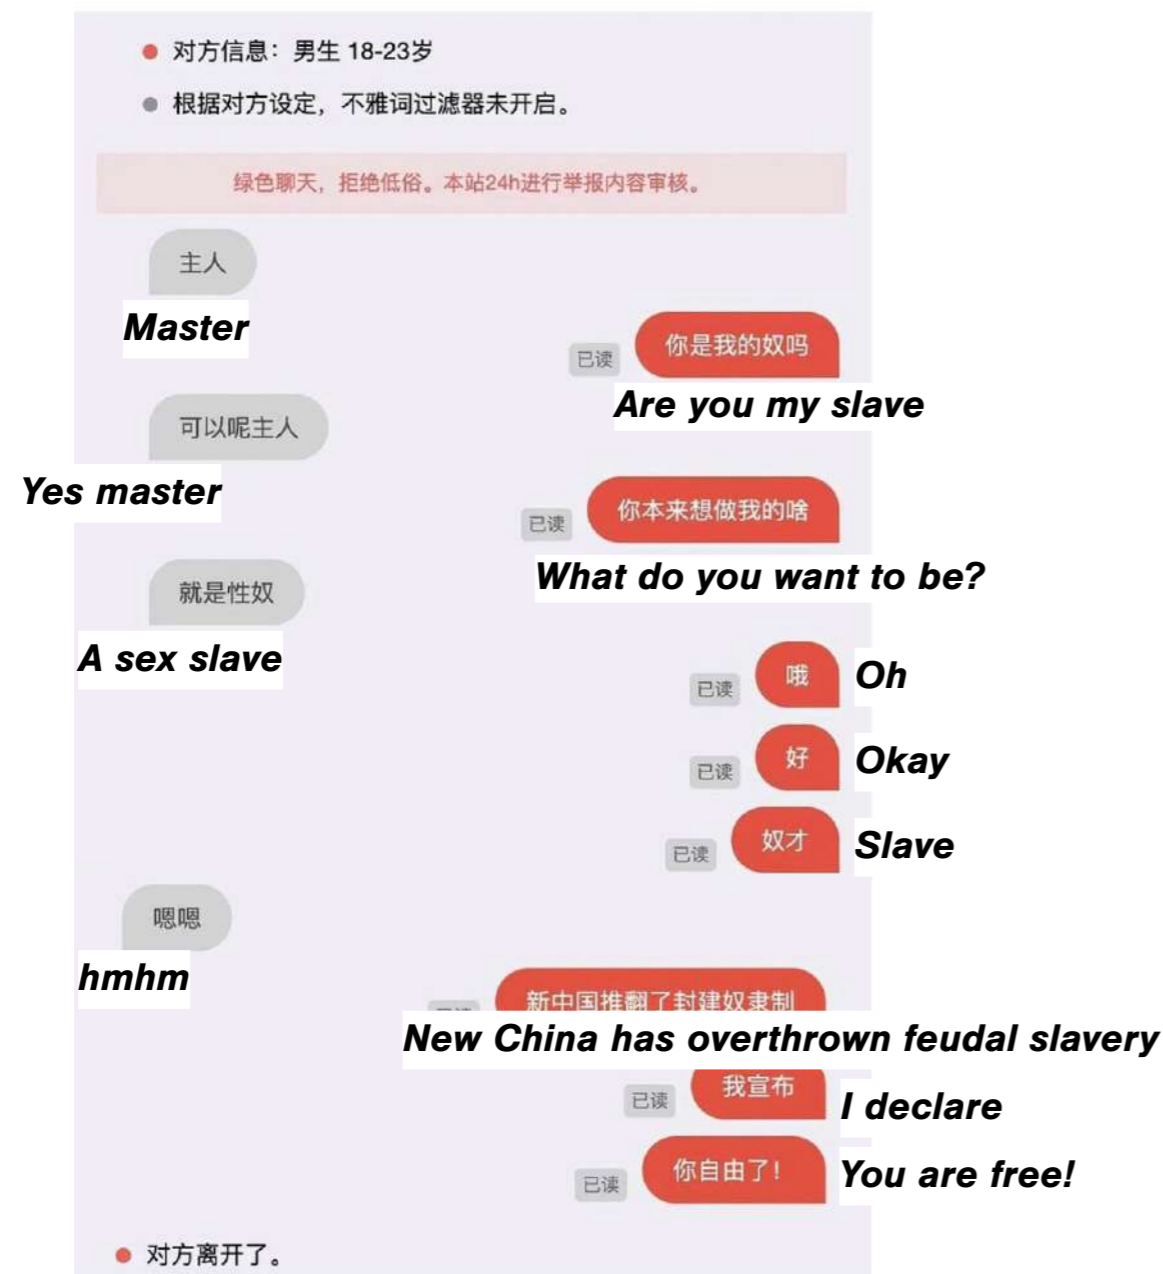 对方信息：男生 18-23岁
根据对方设定，不雅词过滤器未开启。
绿色聊天，拒绝低俗。本站24h进行举报内容审核。
主人
Master
已读 你是我的奴吗
Are you my slave
可以呢主人
Yes master
已读 你本来想做我的啥
What do you want to be?
就是性奴
A sex slave
已读 哦 Oh
已读 好 Okay
已读 奴才 Slave
嗯嗯
hmhm
新中国推翻了封建奴隶制
New China has overthrown feudal slavery
已读 我宣布 I declare
已读 你自由了！ You are free!
对方离开了。